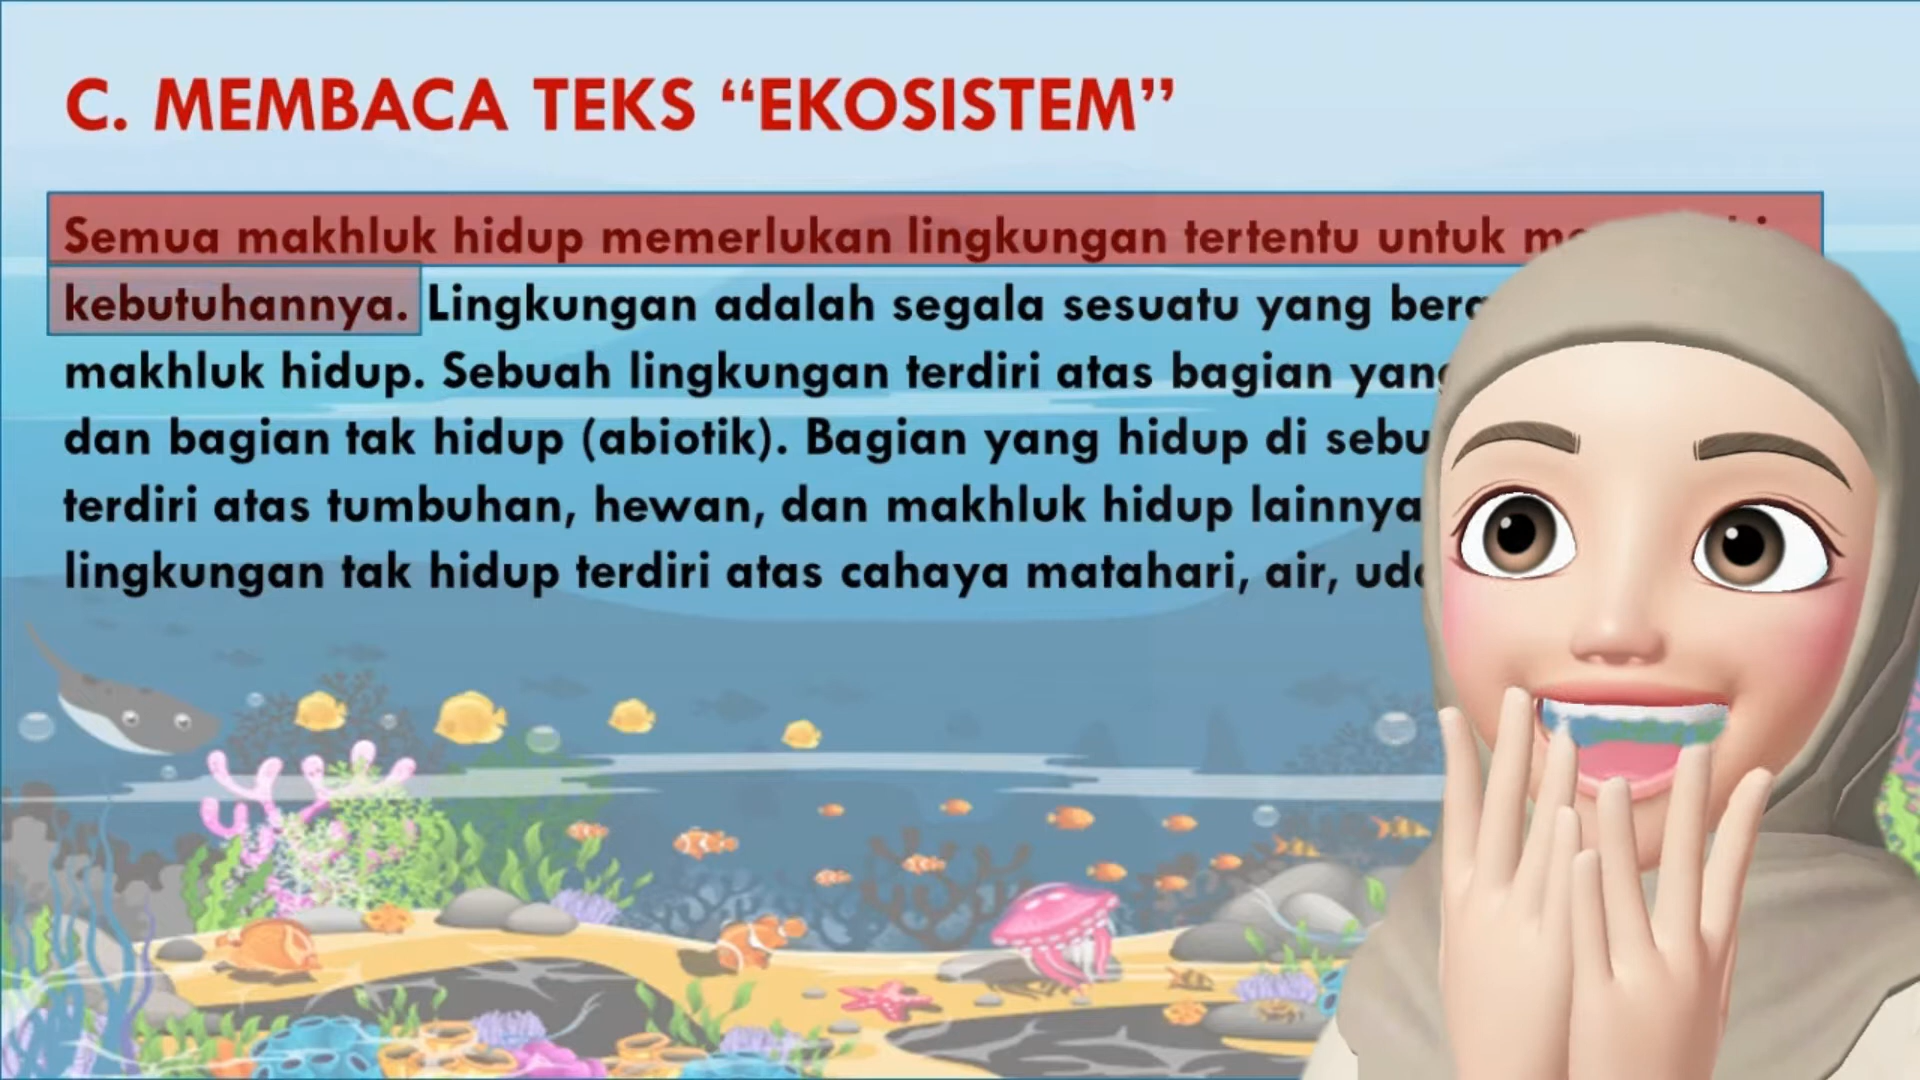 C. MEMBACA TEKS “EKOSISTEM”
Semua makhluk hidup memerlukan lingkungan tertentu untuk
kebutuhannya. Lingkungan adalah segala sesuatu yang
makhluk hidup. Sebuah lingkungan terdiri atas bagian yang
dan bagian tak hidup (abiotik). Bagian yang hidup di
terdiri atas tumbuhan, hewan, dan makhluk hidup lainnya
lingkungan tak hidup terdiri atas cahaya matahari, air,